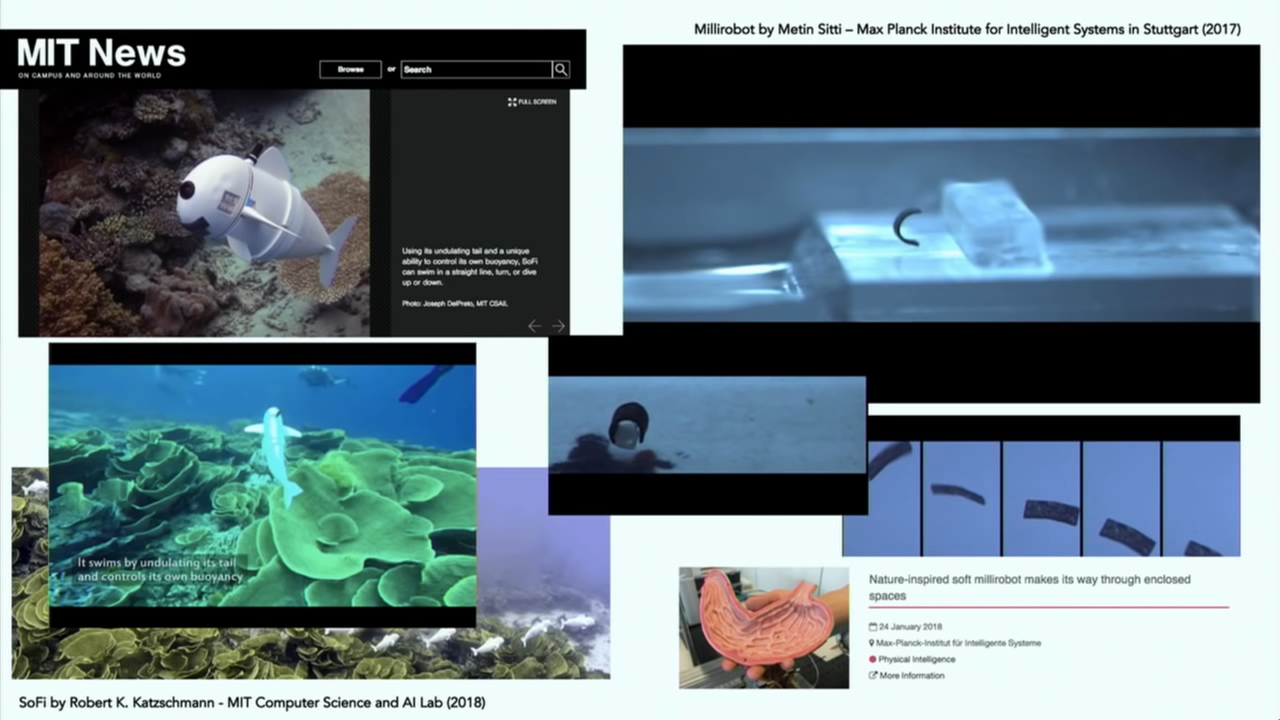 Millirobot by Metin Sitti – Max Planck Institute for Intelligent Systems in Stuttgart (2017)
MIT News
ON CAMPUS AND AROUND THE WORLD
Browse or Search
FULL SCREEN
Using its undulating tail and a unique
ability to control its own buoyancy, SoFi
can swim in a straight line, turn, or dive
up or down.
Photo: Joseph DelPreto, MIT CSAIL
It swims by undulating its tail
and controls its own buoyancy
Nature-inspired soft millirobot makes its way through enclosed
spaces
24 January 2018
Max-Planck-Institut für Intelligente Systeme
Physical Intelligence
More Information
SoFi by Robert K. Katzschmann - MIT Computer Science and AI Lab (2018)